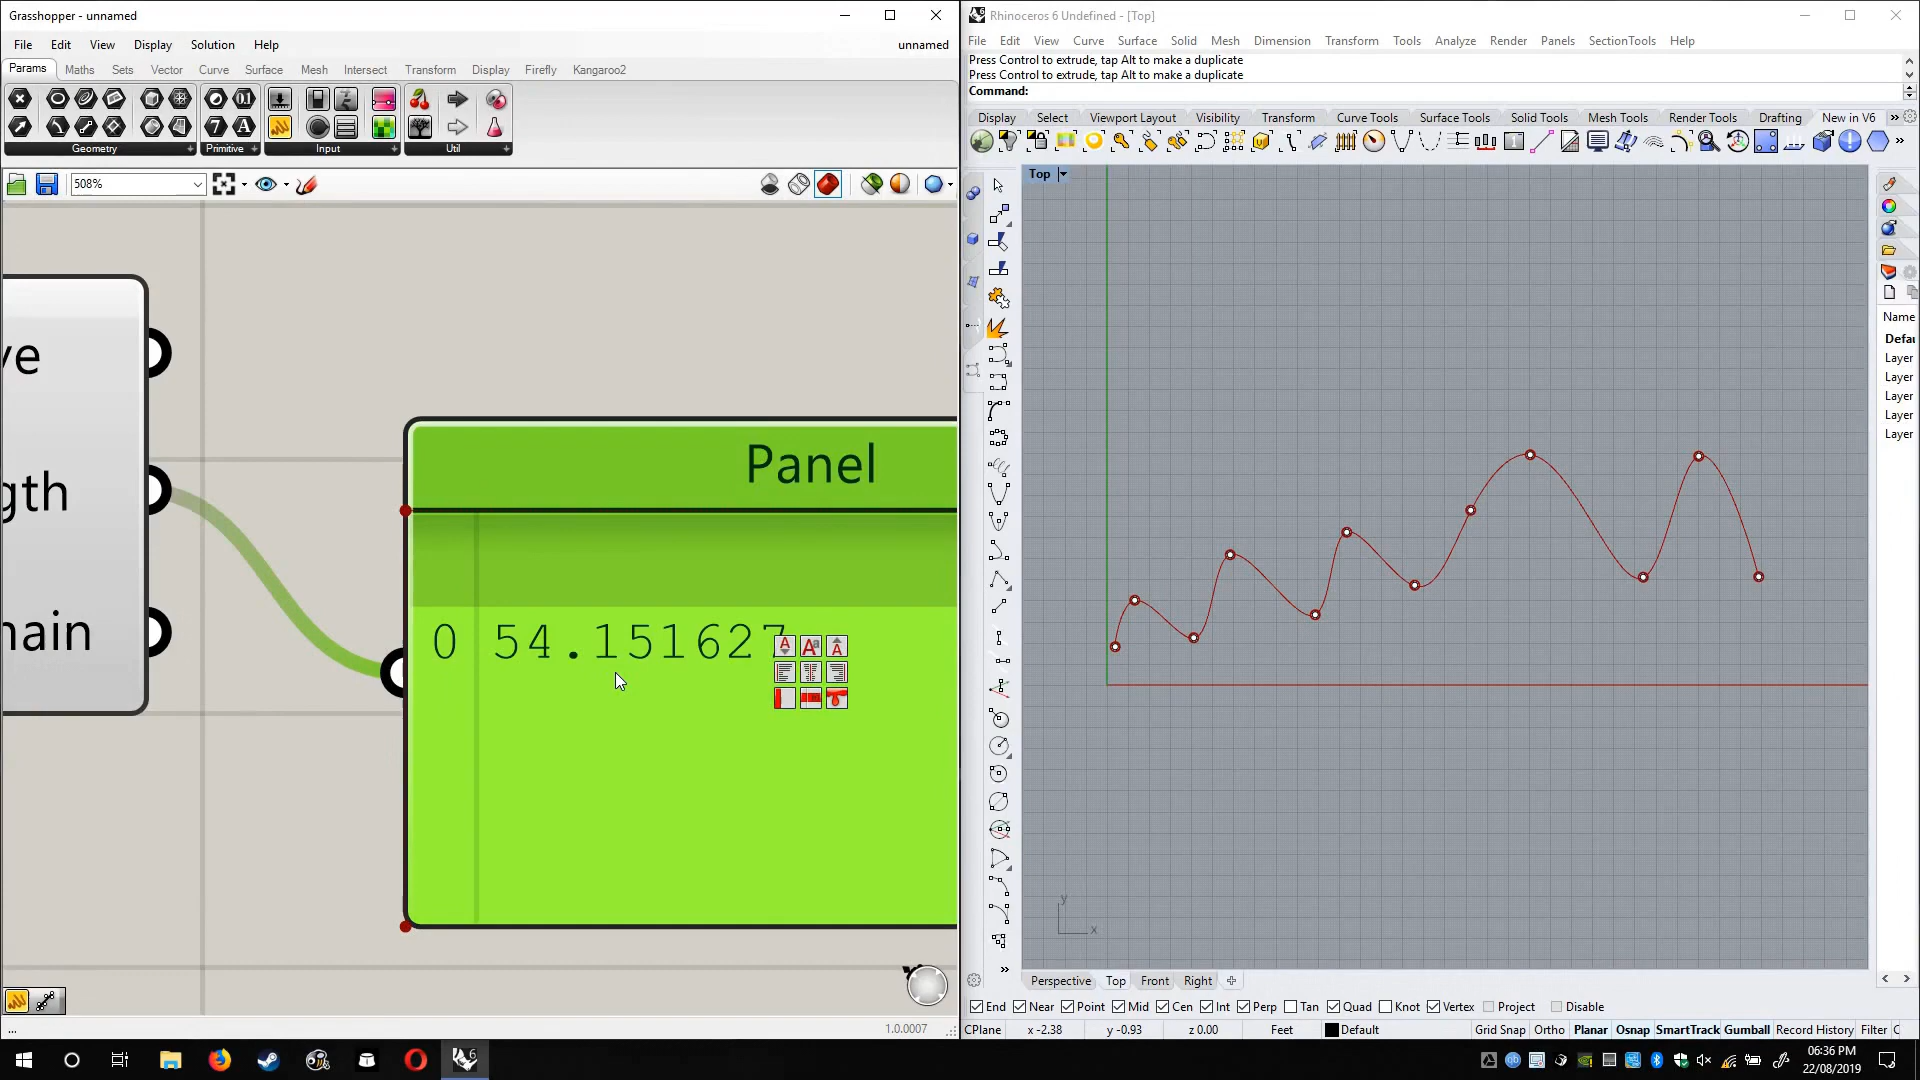 Grasshopper - unnamed
File Edit View Display Solution Help
unnamed
Params Maths Sets Vector Curve Surface Mesh Intersect Transform Display Firefly Kangaroo2
Geometry Primitive Input Util
508%
ve
gth
nain
Panel
0 54.151627
1.0.0007
...
Rhinoceros 6 Undefined - [Top]
File Edit View Curve Surface Solid Mesh Dimension Transform Tools Analyze Render Panels SectionTools Help
Press Control to extrude, tap Alt to make a duplicate
Press Control to extrude, tap Alt to make a duplicate
Command:
Display Select Viewport Layout Visibility Transform Curve Tools Surface Tools Solid Tools Mesh Tools Render Tools Drafting New in V6
Top
Name
Defau
Layer
Layer
Layer
Layer
Layer
y
x
Perspective Top Front Right
End Near Point Mid Cen Int Perp Tan Quad Knot Vertex Project Disable
CPlane x -2.38 y -0.93 z 0.00 Feet Default Grid Snap Ortho Planar Osnap SmartTrack Gumball Record History Filter C
06:36 PM
22/08/2019